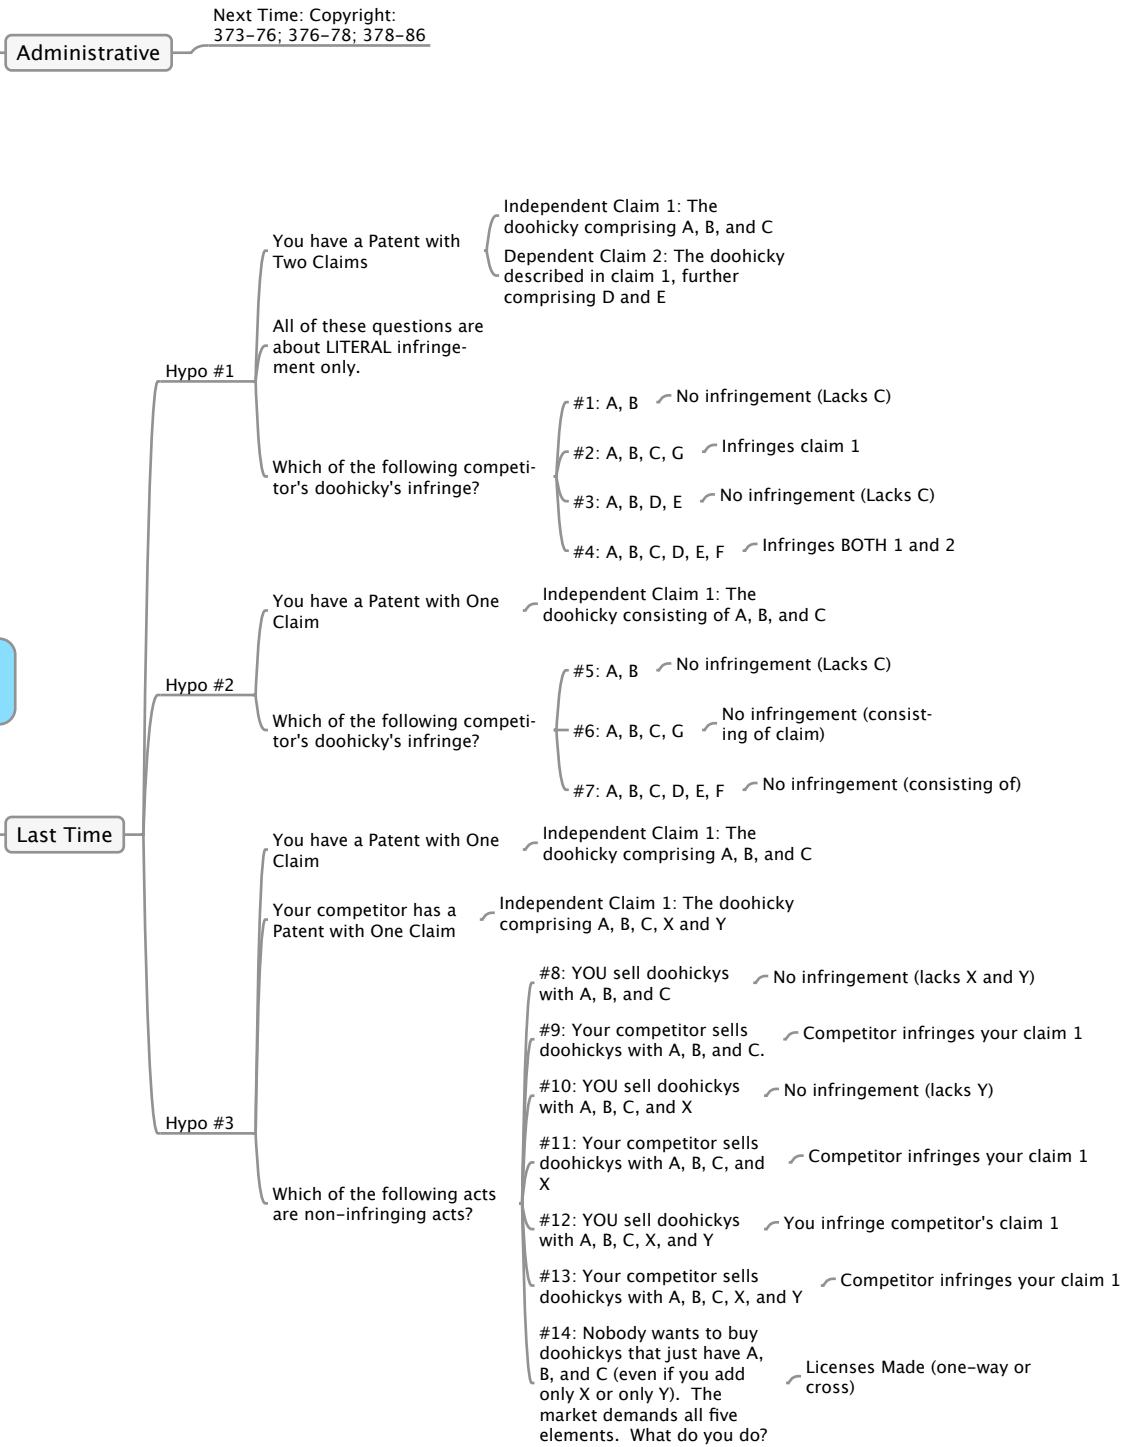 Next Time: Copyright:
373-76; 376-78; 378-86
Administrative
Independent Claim 1: The
doohicky comprising A, B, and C
You have a Patent with
Two Claims
Dependent Claim 2: The doohicky
described in claim 1, further
comprising D and E
All of these questions are
about LITERAL infringe-
ment only.
Hypo #1
Which of the following competi-
tor's doohicky's infringe?
#1: A, B
No infringement (Lacks C)
#2: A, B, C, G
Infringes claim 1
#3: A, B, D, E
No infringement (Lacks C)
#4: A, B, C, D, E, F
Infringes BOTH 1 and 2
You have a Patent with One
Claim
Independent Claim 1: The
doohicky consisting of A, B, and C
Hypo #2
Which of the following competi-
tor's doohicky's infringe?
#5: A, B
No infringement (Lacks C)
#6: A, B, C, G
No infringement (consist-
ing of claim)
#7: A, B, C, D, E, F
No infringement (consisting of)
Last Time
You have a Patent with One
Claim
Independent Claim 1: The
doohicky comprising A, B, and C
Your competitor has a
Patent with One Claim
Independent Claim 1: The doohicky
comprising A, B, C, X and Y
Hypo #3
Which of the following acts
are non-infringing acts?
#8: YOU sell doohickys
with A, B, and C
No infringement (lacks X and Y)
#9: Your competitor sells
doohickys with A, B, and C.
Competitor infringes your claim 1
#10: YOU sell doohickys
with A, B, C, and X
No infringement (lacks Y)
#11: Your competitor sells
doohickys with A, B, C, and
X
Competitor infringes your claim 1
#12: YOU sell doohickys
with A, B, C, X, and Y
You infringe competitor's claim 1
#13: Your competitor sells
doohickys with A, B, C, X, and Y
Competitor infringes your claim 1
#14: Nobody wants to buy
doohickys that just have A,
B, and C (even if you add
only X or only Y).  The
market demands all five
elements.  What do you do?
Licenses Made (one-way or
cross)